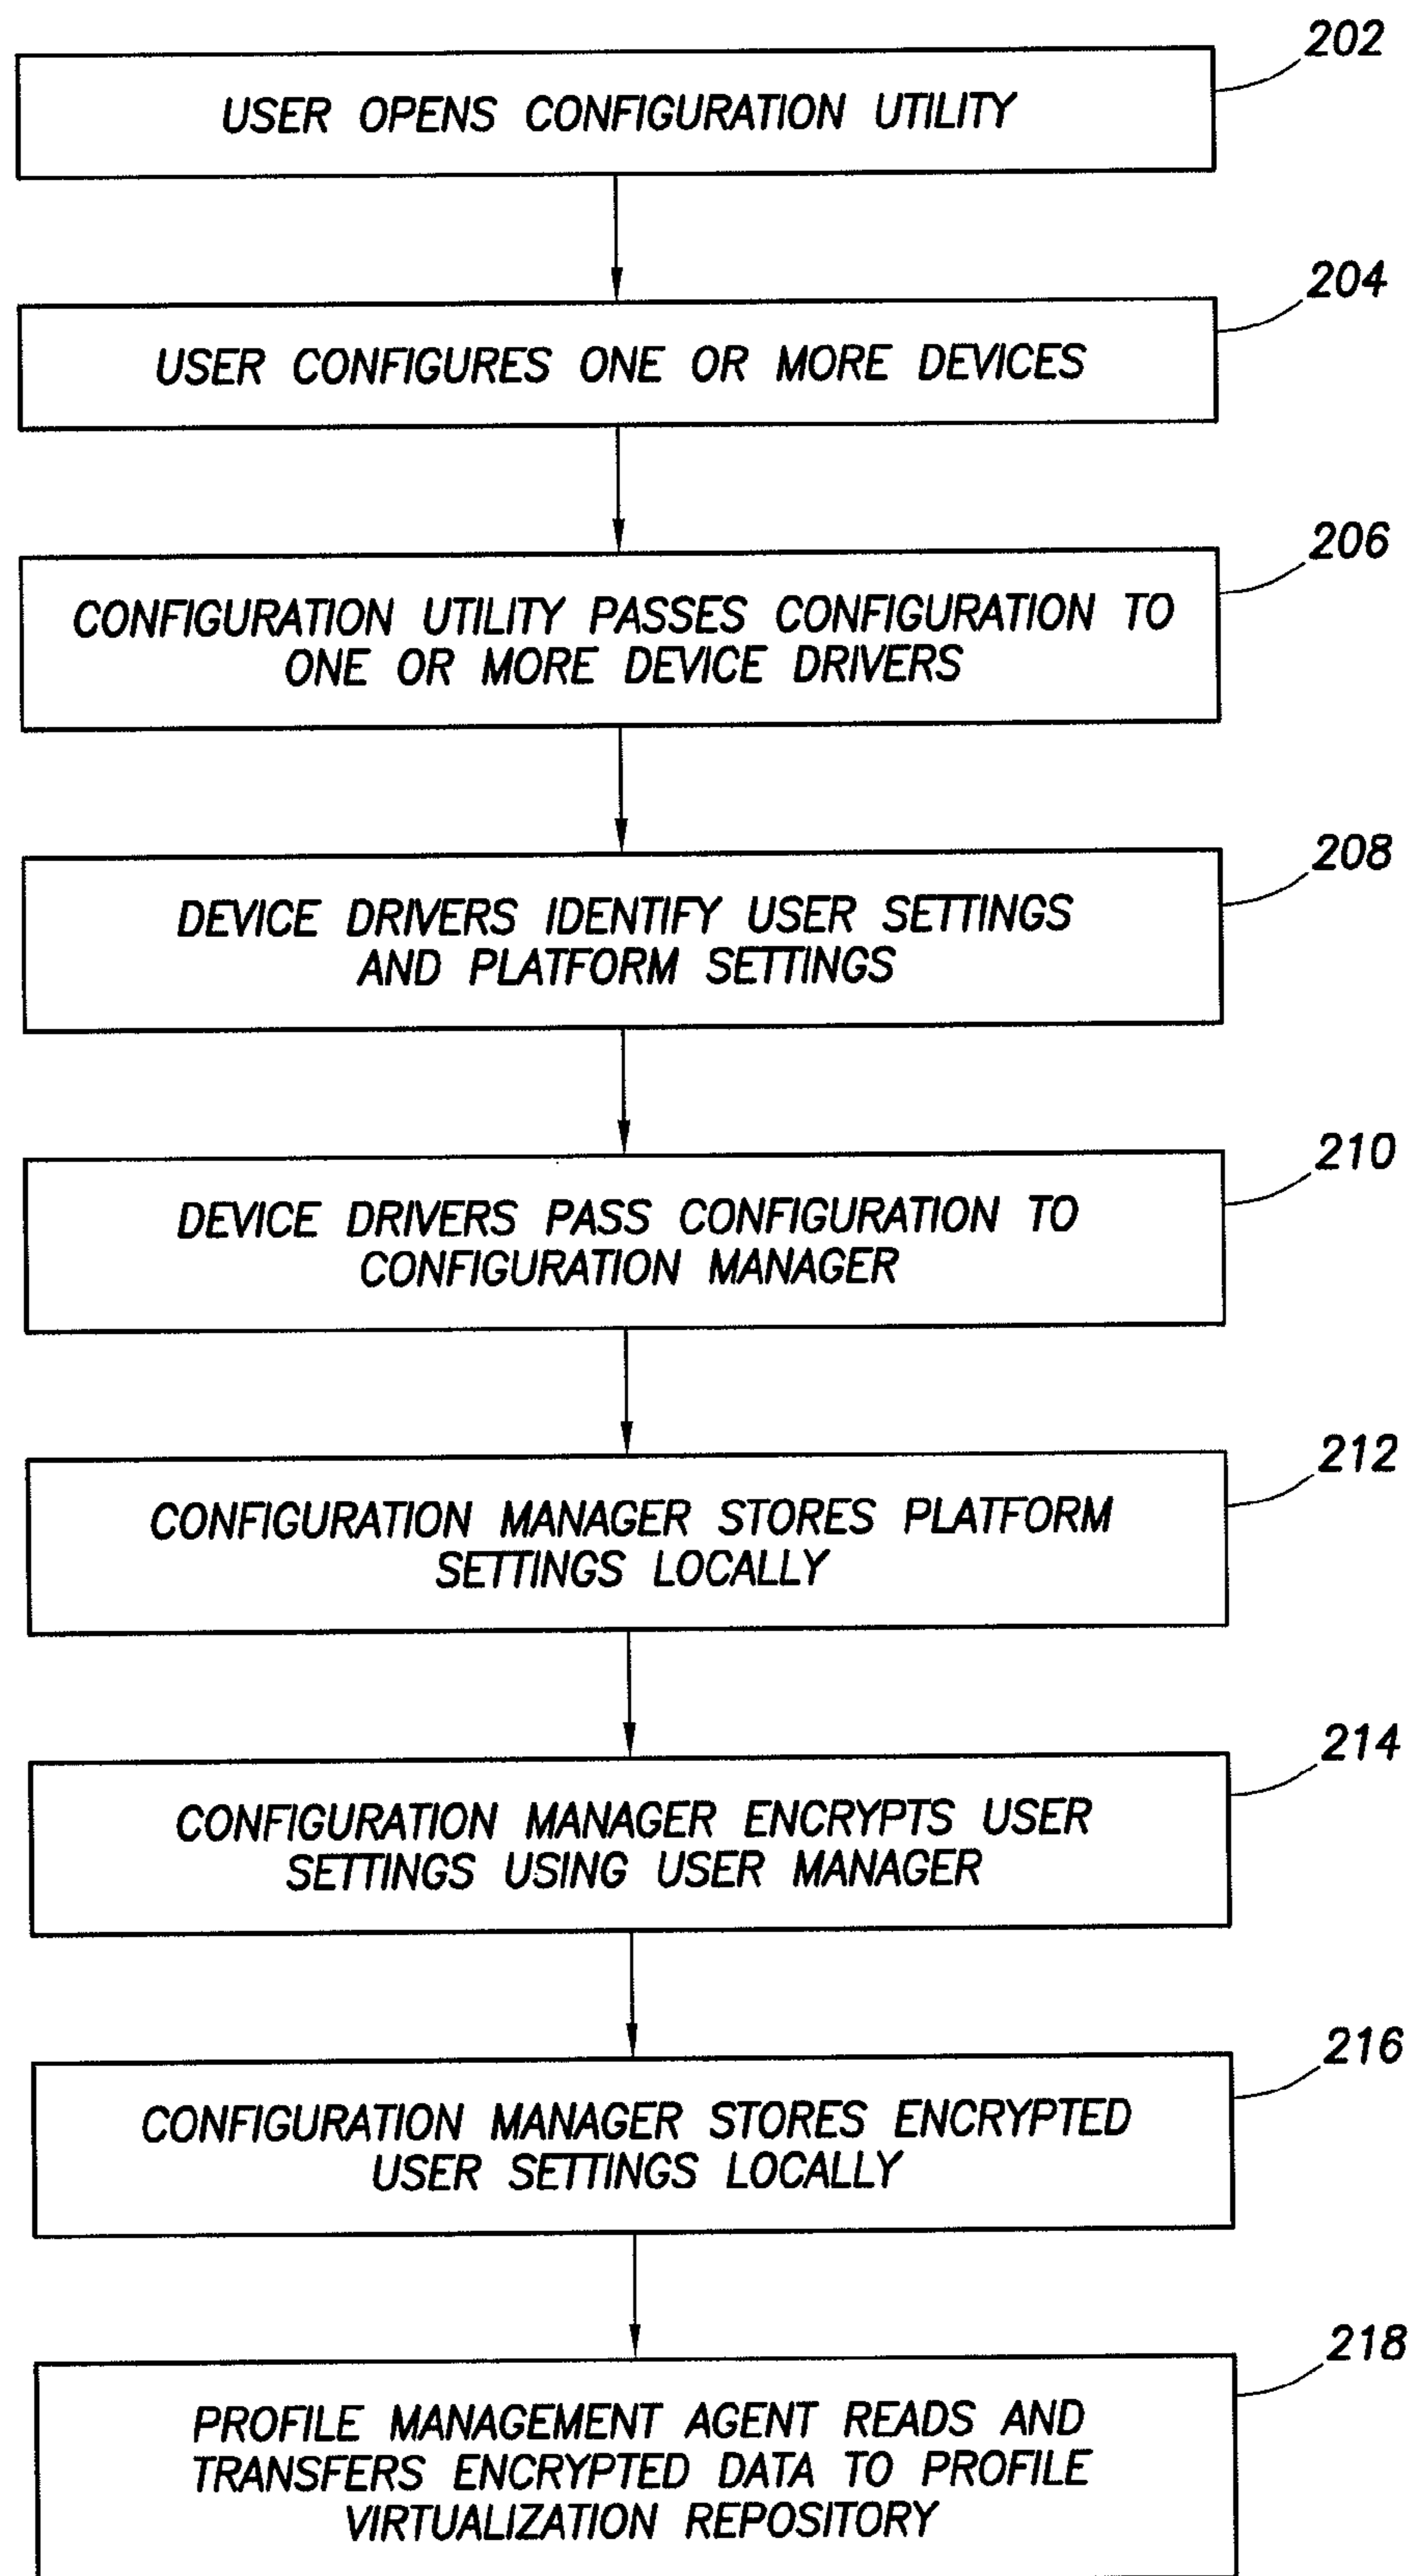 202
USER OPENS CONFIGURATION UTILITY
204
USER CONFIGURES ONE OR MORE DEVICES
206
CONFIGURATION UTILITY PASSES CONFIGURATION TO
ONE OR MORE DEVICE DRIVERS
208
DEVICE DRIVERS IDENTIFY USER SETTINGS
AND PLATFORM SETTINGS
210
DEVICE DRIVERS PASS CONFIGURATION TO
CONFIGURATION MANAGER
212
CONFIGURATION MANAGER STORES PLATFORM
SETTINGS LOCALLY
214
CONFIGURATION MANAGER ENCRYPTS USER
SETTINGS USING USER MANAGER
216
CONFIGURATION MANAGER STORES ENCRYPTED
USER SETTINGS LOCALLY
218
PROFILE MANAGEMENT AGENT READS AND
TRANSFERS ENCRYPTED DATA TO PROFILE
VIRTUALIZATION REPOSITORY